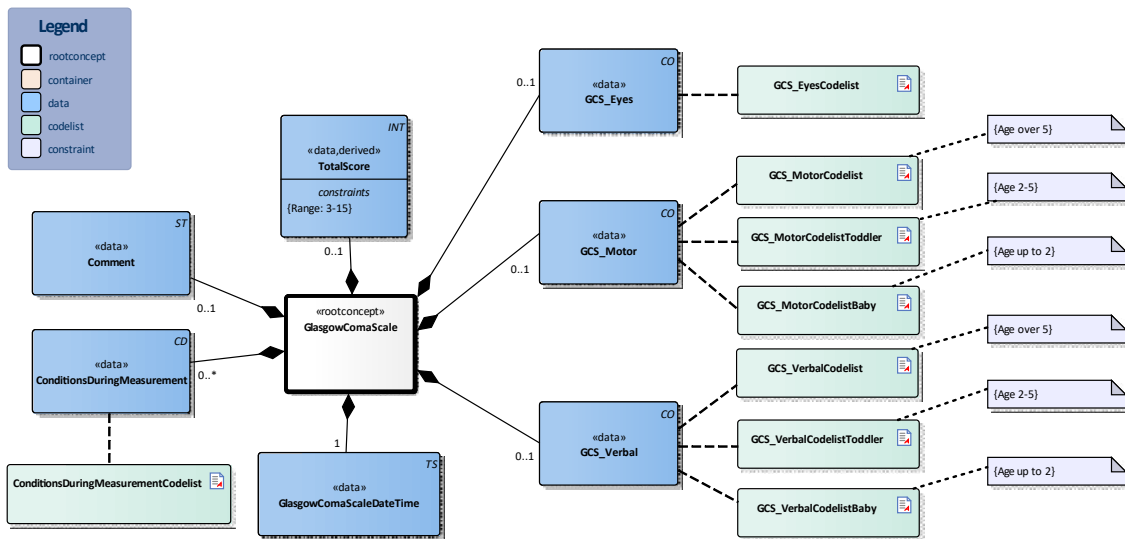 Legend
rootconcept
container
data
codelist
constraint
INT
«data,derived»
TotalScore
constraints
{Range: 3-15}
0..1
ST
«data»
Comment
0..1
CD
«data»
ConditionsDuringMeasurement
0..*
ConditionsDuringMeasurementCodelist
«rootconcept»
GlasgowComaScale
1
TS
«data»
GlasgowComaScaleDateTime
CO
«data»
GCS_Eyes
0..1
GCS_EyesCodelist
CO
«data»
GCS_Motor
0..1
GCS_MotorCodelist
{Age over 5}
GCS_MotorCodelistToddler
{Age 2-5}
GCS_MotorCodelistBaby
{Age up to 2}
CO
«data»
GCS_Verbal
0..1
GCS_VerbalCodelist
{Age over 5}
GCS_VerbalCodelistToddler
{Age 2-5}
GCS_VerbalCodelistBaby
{Age up to 2}